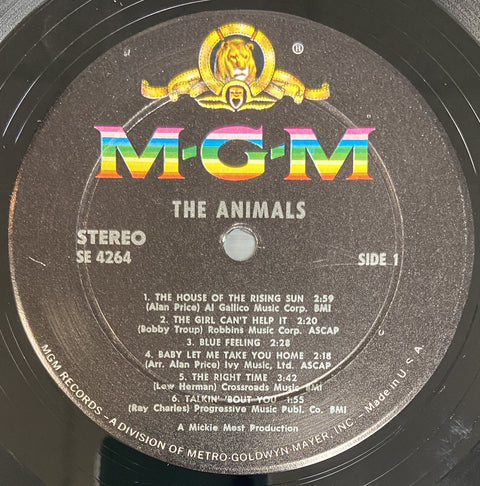 ®
M-G-M
THE ANIMALS
STEREO
SE 4264
SIDE 1
1. THE HOUSE OF THE RISING SUN 2:59
(Alan Price) Al Gallico Music Corp. BMI
2. THE GIRL CAN'T HELP IT 2:20
(Bobby Troup) Robbins Music Corp. ASCAP
3. BLUE FEELING 2:28
4. BABY LET ME TAKE YOU HOME 2:18
(Arr. Alan Price) Ivy Music, Ltd. ASCAP
5. THE RIGHT TIME 3:42
(Lew Herman) Crossroads Music BMI
6. TALKIN' 'BOUT YOU 1:55
(Ray Charles) Progressive Music Publ. Co. BMI
A Mickie Most Production
MGM RECORDS - A DIVISION OF METRO-GOLDWYN-MAYER, INC. - Made in U.S.A.